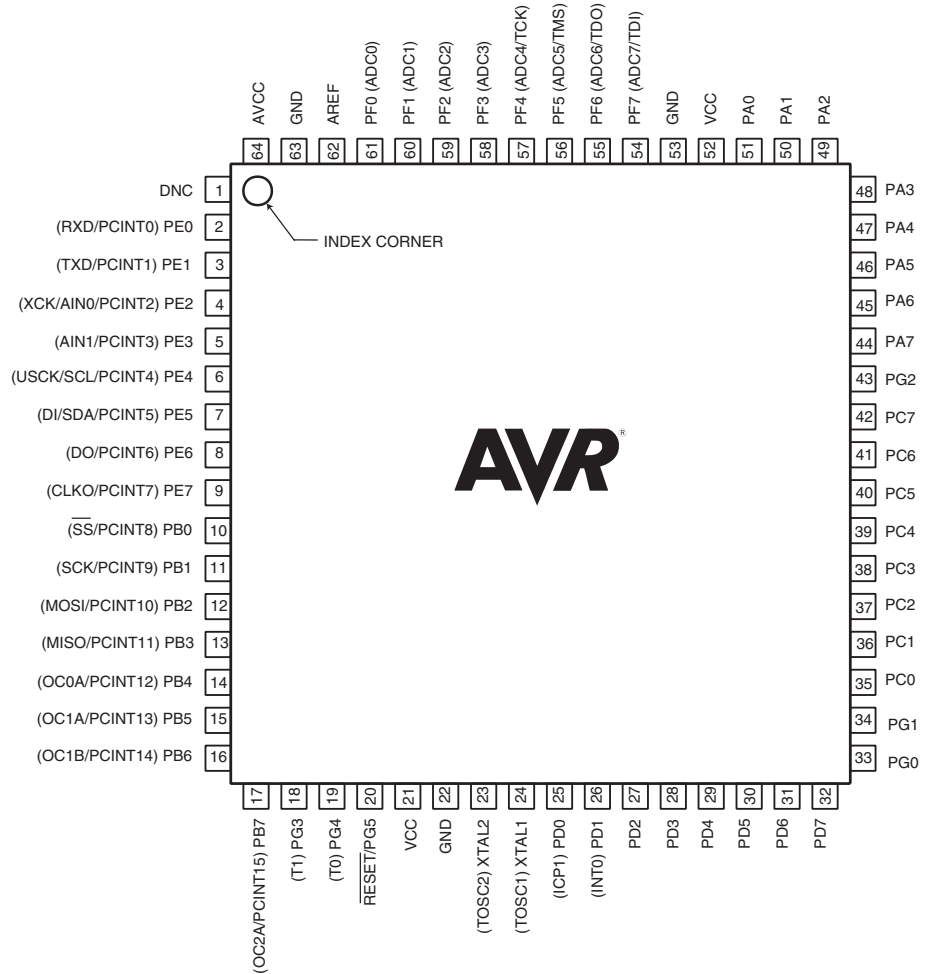 AVCC
GND
AREF
PF0 (ADC0)
PF1 (ADC1)
PF2 (ADC2)
PF3 (ADC3)
PF4 (ADC4/TCK)
PF5 (ADC5/TMS)
PF6 (ADC6/TDO)
PF7 (ADC7/TDI)
GND
VCC
PA0
PA1
PA2
64
63
62
61
60
59
58
57
56
55
54
53
52
51
50
49
DNC 1
(RXD/PCINT0) PE0 2
(TXD/PCINT1) PE1 3
(XCK/AIN0/PCINT2) PE2 4
(AIN1/PCINT3) PE3 5
(USCK/SCL/PCINT4) PE4 6
(DI/SDA/PCINT5) PE5 7
(DO/PCINT6) PE6 8
(CLKO/PCINT7) PE7 9
(SS/PCINT8) PB0 10
(SCK/PCINT9) PB1 11
(MOSI/PCINT10) PB2 12
(MISO/PCINT11) PB3 13
(OC0A/PCINT12) PB4 14
(OC1A/PCINT13) PB5 15
(OC1B/PCINT14) PB6 16
INDEX CORNER
AVR®
48 PA3
47 PA4
46 PA5
45 PA6
44 PA7
43 PG2
42 PC7
41 PC6
40 PC5
39 PC4
38 PC3
37 PC2
36 PC1
35 PC0
34 PG1
33 PG0
17
18
19
20
21
22
23
24
25
26
27
28
29
30
31
32
(OC2A/PCINT15) PB7
(T1) PG3
(T0) PG4
RESET/PG5
VCC
GND
(TOSC2) XTAL2
(TOSC1) XTAL1
(ICP1) PD0
(INT0) PD1
PD2
PD3
PD4
PD5
PD6
PD7